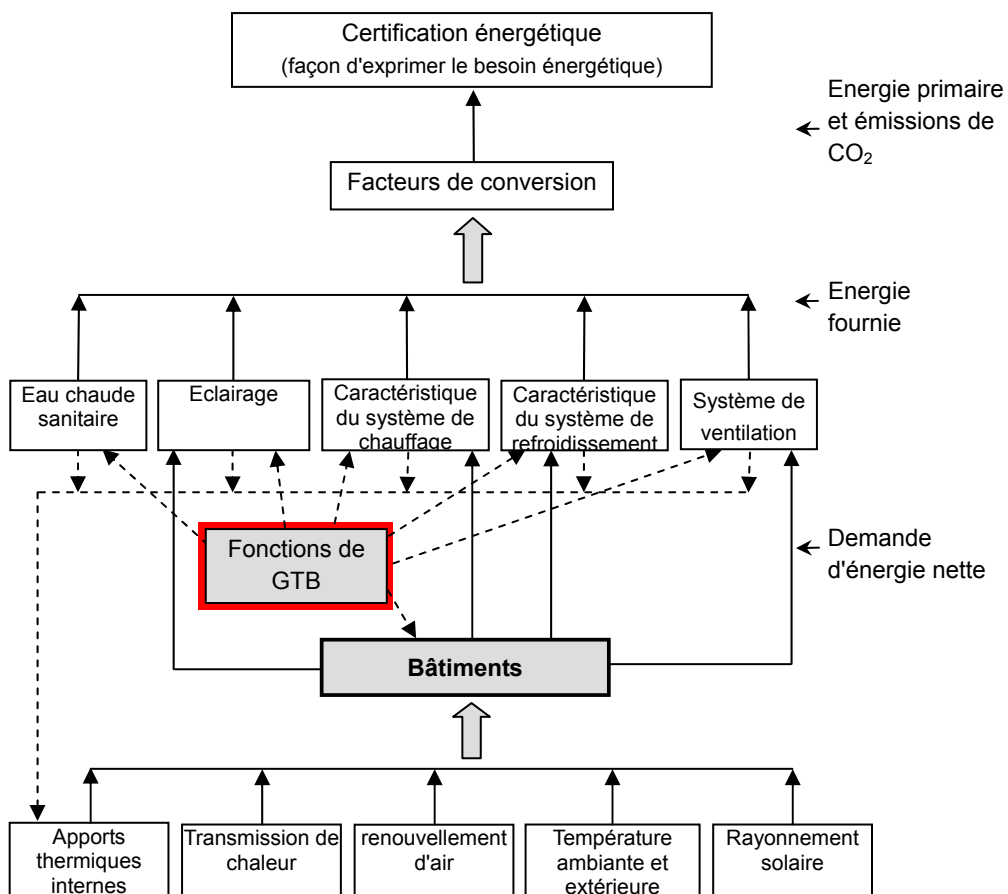 Certification énergétique
(façon d'exprimer le besoin énergétique)
Energie primaire
et émissions de
CO2
Facteurs de conversion
Energie
fournie
Eau chaude
sanitaire
Eclairage
Caractéristique
du système de
chauffage
Caractéristique
du système de
refroidissement
Système de
ventilation
Fonctions de
GTB
Demande
d'énergie nette
Bâtiments
Apports
thermiques
internes
Transmission de
chaleur
renouvellement
d'air
Température
ambiante et
extérieure
Rayonnement
solaire